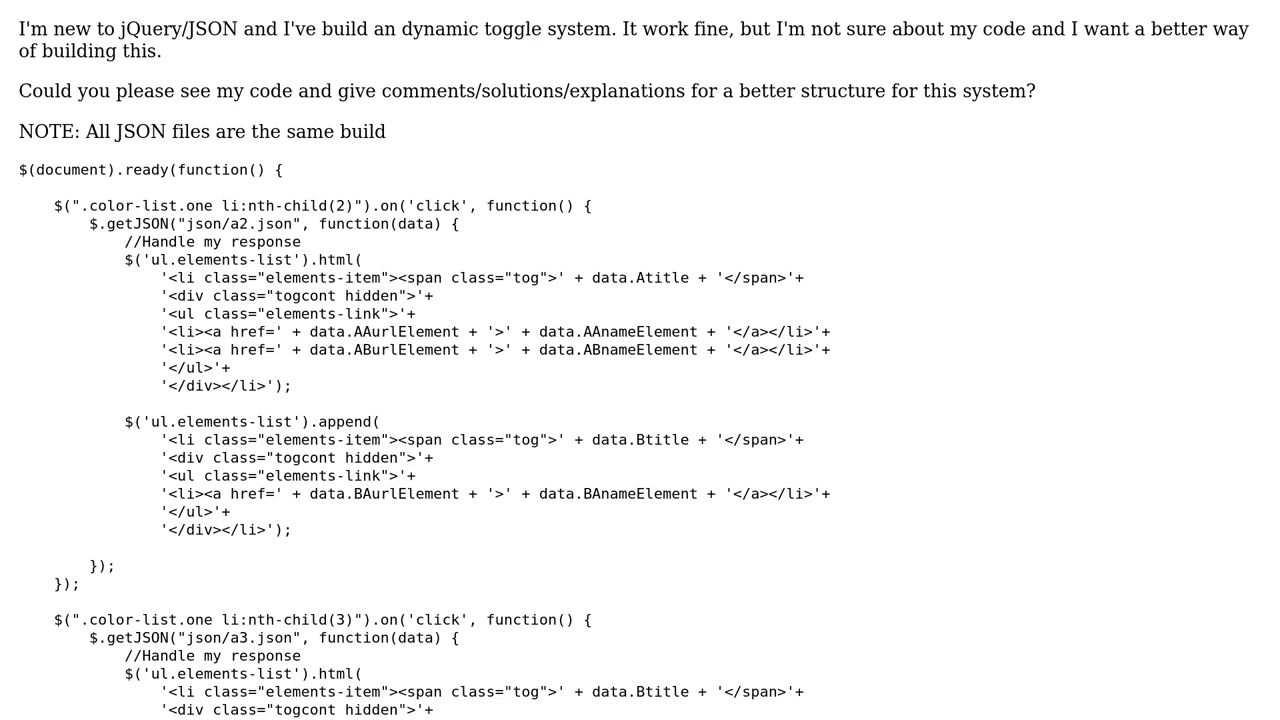 I'm new to jQuery/JSON and I've build an dynamic toggle system. It work fine, but I'm not sure about my code and I want a better way
of building this.
Could you please see my code and give comments/solutions/explanations for a better structure for this system?
NOTE: All JSON files are the same build
$(document).ready(function() {
    $(".color-list.one li:nth-child(2)").on('click', function() {
        $.getJSON("json/a2.json", function(data) {
            //Handle my response
            $('ul.elements-list').html(
                '<li class="elements-item"><span class="tog">' + data.Atitle + '</span>'+
                '<div class="togcont hidden">'+
                '<ul class="elements-link">'+
                '<li><a href=' + data.AAurlElement + '>' + data.AAnameElement + '</a></li>'+
                '<li><a href=' + data.ABurlElement + '>' + data.ABnameElement + '</a></li>'+
                '</ul>'+
                '</div></li>');
            $('ul.elements-list').append(
                '<li class="elements-item"><span class="tog">' + data.Btitle + '</span>'+
                '<div class="togcont hidden">'+
                '<ul class="elements-link">'+
                '<li><a href=' + data.BAurlElement + '>' + data.BAnameElement + '</a></li>'+
                '</ul>'+
                '</div></li>');
        });
    });
    $(".color-list.one li:nth-child(3)").on('click', function() {
        $.getJSON("json/a3.json", function(data) {
            //Handle my response
            $('ul.elements-list').html(
                '<li class="elements-item"><span class="tog">' + data.Btitle + '</span>'+
                '<div class="togcont hidden">'+